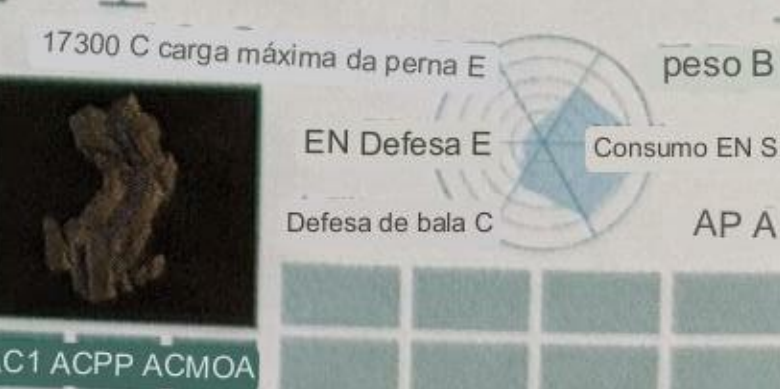 17300 C carga máxima da perna E
peso B
EN Defesa E
Consumo EN S
Defesa de bala C
AP A
C1 ACPP ACMOA